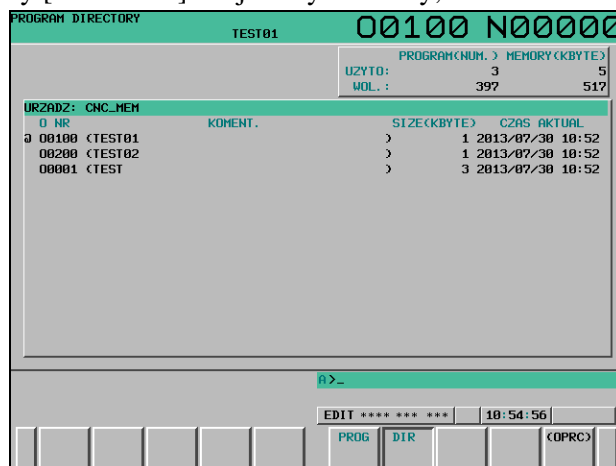 PROGRAM DIRECTORY TEST01 O0100 N00000
PROGRAM(NUM.) MEMORY(KBYTE)
UZYTO: 3 5
WOL.: 397 517
URZADZ: CNC_MEM
O NR KOMENT. SIZE(KBYTE) CZAS AKTUAL
@ O0100 (TEST01 ) 1 2013/07/30 10:52
O0200 (TEST02 ) 1 2013/07/30 10:52
O0001 (TEST ) 3 2013/07/30 10:52
A>_
EDIT **** *** *** 10:54:56
PROG DIR (OPRC)